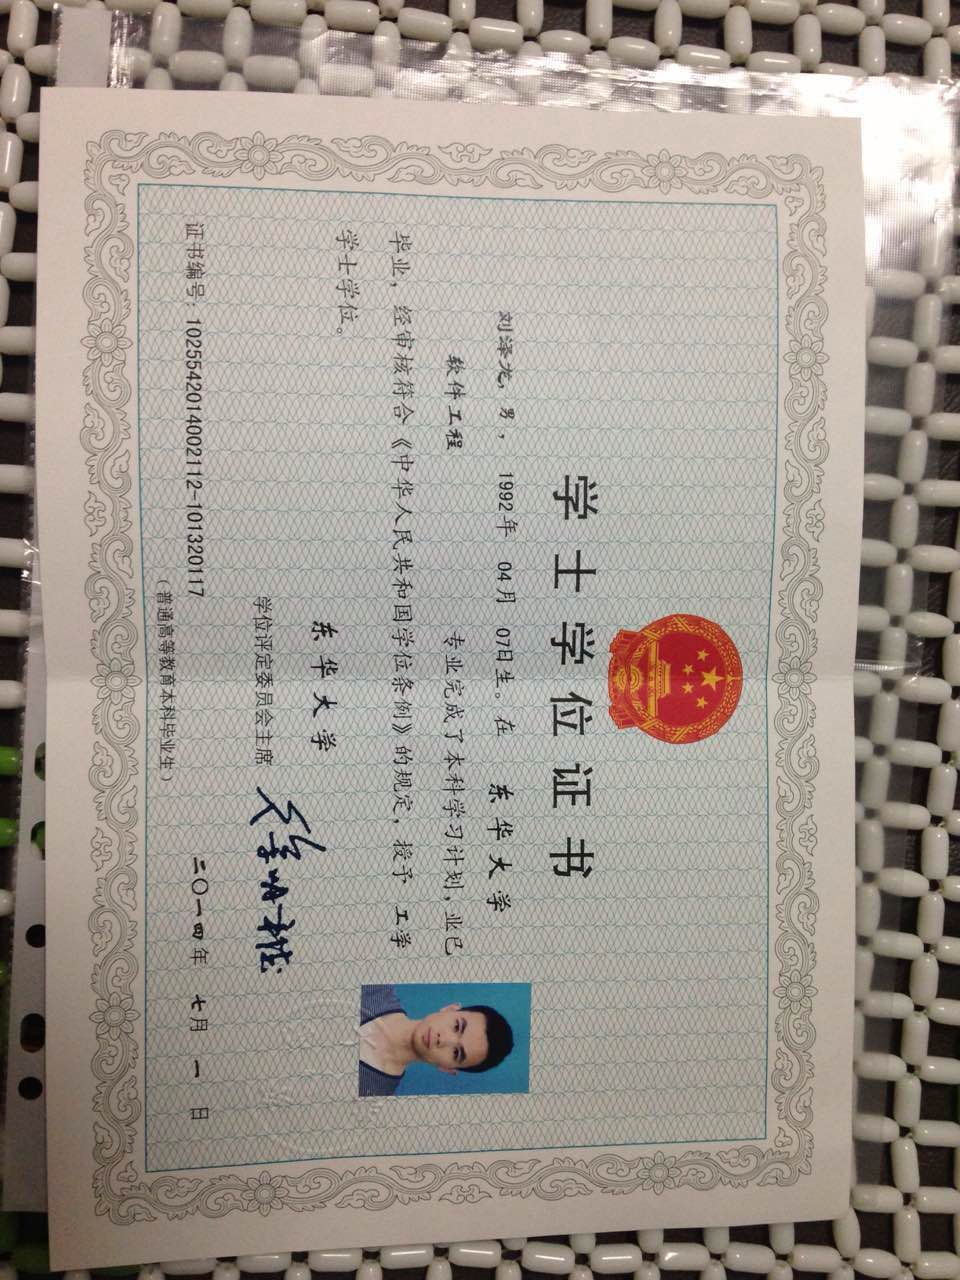 学士学位证书
刘泽龙，男，1992年 04月 07日生。在 东华大学
软件工程 专业完成了本科学习计划，业已
毕业，经审核符合《中华人民共和国学位条例》的规定，授予 工学
学士学位。
东华大学
学位评定委员会主席
证书编号：1025542014002112-101320117
二〇一四年 七月 一 日
（普通高等教育本科毕业生）